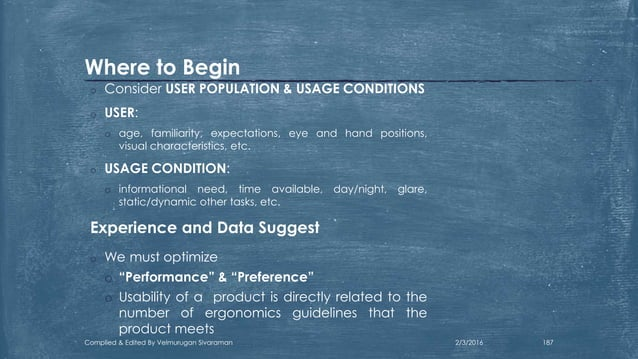 Where to Begin
Consider USER POPULATION & USAGE CONDITIONS
USER:
age, familiarity, expectations, eye and hand positions,
visual characteristics, etc.
USAGE CONDITION:
informational need, time available, day/night, glare,
static/dynamic other tasks, etc.
Experience and Data Suggest
We must optimize
“Performance” & “Preference”
Usability of a product is directly related to the
number of ergonomics guidelines that the
product meets
Complied & Edited By Velmurugan Sivaraman 2/3/2016 187